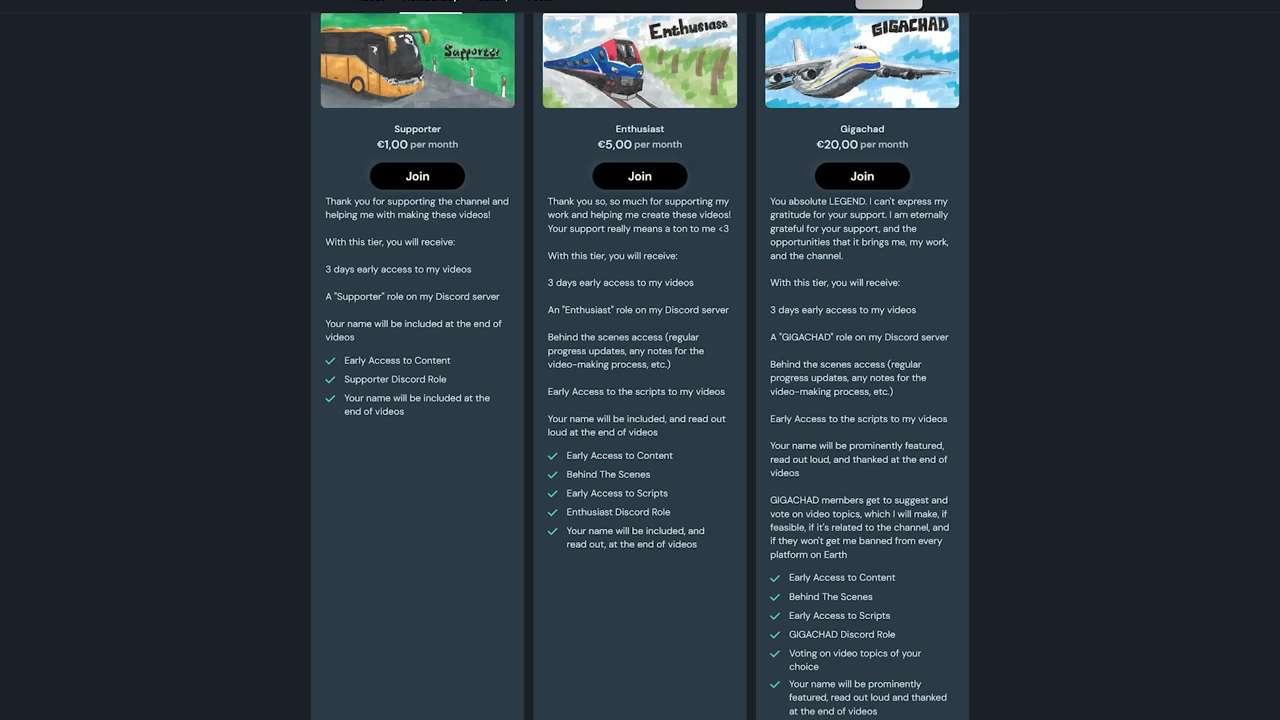 Supporter
Supporter
€1,00 per month
Join
Thank you for supporting the channel and
helping me with making these videos!
With this tier, you will receive:
3 days early access to my videos
A "Supporter" role on my Discord server
Your name will be included at the end of
videos
Early Access to Content
Supporter Discord Role
Your name will be included at the
end of videos
Enthusiast
Enthusiast
€5,00 per month
Join
Thank you so, so much for supporting my
work and helping me create these videos!
Your support really means a ton to me <3
With this tier, you will receive:
3 days early access to my videos
An "Enthusiast" role on my Discord server
Behind the scenes access (regular
progress updates, any notes for the
video-making process, etc.)
Early Access to the scripts to my videos
Your name will be included, and read out
loud at the end of videos
Early Access to Content
Behind The Scenes
Early Access to Scripts
Enthusiast Discord Role
Your name will be included, and
read out, at the end of videos
GIGACHAD
Gigachad
€20,00 per month
Join
You absolute LEGEND. I can't express my
gratitude for your support. I am eternally
grateful for your support, and the
opportunities that it brings me, my work,
and the channel.
With this tier, you will receive:
3 days early access to my videos
A "GIGACHAD" role on my Discord server
Behind the scenes access (regular
progress updates, any notes for the
video-making process, etc.)
Early Access to the scripts to my videos
Your name will be prominently featured,
read out loud, and thanked at the end of
videos
GIGACHAD members get to suggest and
vote on video topics, which I will make, if
feasible, if it's related to the channel, and
if they won't get me banned from every
platform on Earth
Early Access to Content
Behind The Scenes
Early Access to Scripts
GIGACHAD Discord Role
Voting on video topics of your
choice
Your name will be prominently
featured, read out loud and thanked
at the end of videos